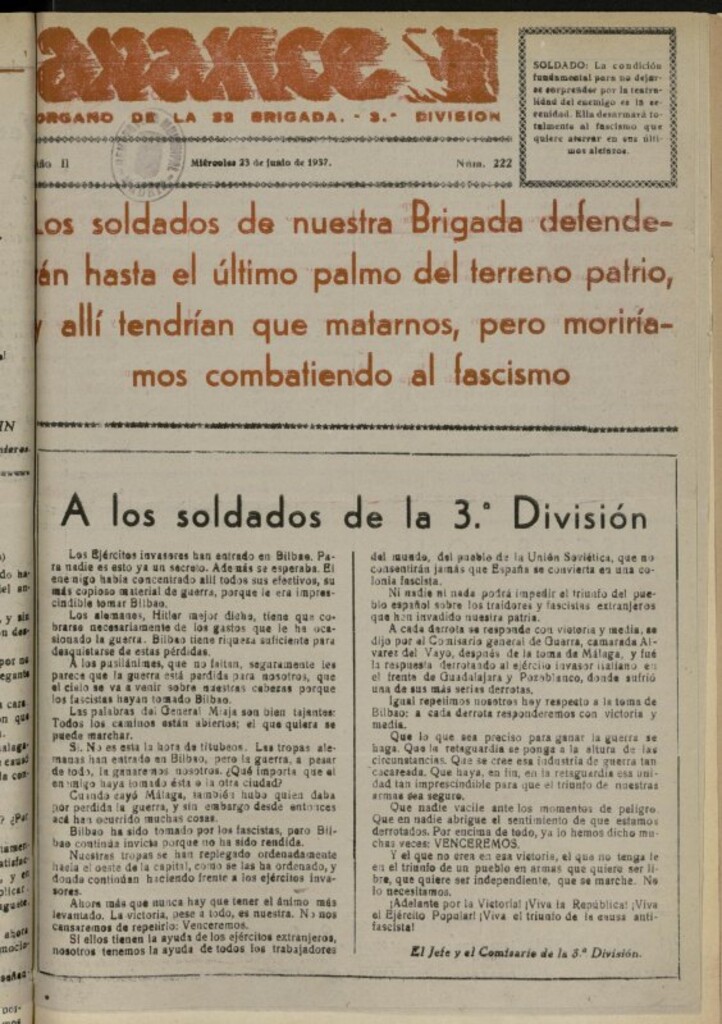 avance
ORGANO DE LA 32 BRIGADA. - 3.ª DIVISION
ño II
Miércoles 23 de junio de 1937.
Núm. 222
SOLDADO: La condición
fundamental para no dejar-
se sorprender por la teatra-
lidad del enemigo es la se-
renidad. Ella desarmará to-
talmente al fascismo que
quiere aterrar en sus últi-
mos aletazos.
Los soldados de nuestra Brigada defende-
án hasta el último palmo del terreno patrio,
y allí tendrían que matarnos, pero moriría-
mos combatiendo al fascismo
A los soldados de la 3.ª División
Los Ejércitos invasores han entrado en Bilbao. Pa-
ra nadie es esto ya un secreto. Además se esperaba. El
enemigo había concentrado allí todos sus efectivos, su
más copioso material de guerra, porque le era impres-
cindible tomar Bilbao.
Los alemanes, Hitler mejor dicho, tiene que co-
brarse necesariamente de los gastos que le ha oca-
sionado la guerra. Bilbao tiene riqueza suficiente para
desquistarse de estas pérdidas.
A los pusilánimes, que no faltan, seguramente les
parece que la guerra está perdida para nosotros, que
el cielo se va a venir sobre nuestras cabezas porque
los fascistas hayan tomado Bilbao.
Las palabras del General Miaja son bien tajantes:
Todos los caminos están abiertos; el que quiera se
puede marchar.
Sí. No es esta la hora de titubeos. Las tropas ale-
manas han entrado en Bilbao, pero la guerra, a pesar
de todo, la ganaremos nosotros. ¿Qué importa que el
enemigo haya tomado ésta o la otra ciudad?
Cuando cayó Málaga, también hubo quien daba
por perdida la guerra, y sin embargo desde entonces
acá han ocurrido muchas cosas.
Bilbao ha sido tomado por los fascistas, pero Bil-
bao continúa invicta porque no ha sido rendida.
Nuestras tropas se han replegado ordenadamente
hacia el oeste de la capital, como se las ha ordenado, y
donde continúan haciendo frente a los ejércitos inva-
sores.
Ahora más que nunca hay que tener el ánimo más
levantado. La victoria, pese a todo, es nuestra. No nos
cansaremos de repetirlo: Venceremos.
Si ellos tienen la ayuda de los ejércitos extranjeros,
nosotros tenemos la ayuda de todos los trabajadores
del mundo, del pueblo de la Unión Soviética, que no
consentirán jamás que España se convierta en una co-
lonia fascista.
Ni nadie ni nada podrá impedir el triunfo del pue-
blo español sobre los traidores y fascistas extranjeros
que han invadido nuestra patria.
A cada derrota se responde con victoria y media, se
dijo por el Comisario general de Guerra, camarada Al-
varez del Vayo, después de la toma de Málaga, y fué
la respuesta derrotando al ejército invasor italiano en
el frente de Guadalajara y Pozoblanco, donde sufrió
una de sus más series derrotas.
Igual repetimos nosotros hoy respecto a la toma de
Bilbao: a cada derrota responderemos con victoria y
media.
Que lo que sea preciso para ganar la guerra se
haga. Que la retaguardia se ponga a la altura de las
circunstancias. Que se cree esa industria de guerra tan
cacareada. Que haya, en fin, en la retaguardia esa uni-
dad tan imprescindible para que el triunfo de nuestras
armas sea seguro.
Que nadie vacile ante los momentos de peligro.
Que en nadie abrigue el sentimiento de que estamos
derrotados. Por encima de todo, ya lo hemos dicho mu-
chas veces: VENCEREMOS.
Y el que no crea en esa victoria, el que no tenga fe
en el triunfo de un pueblo en armas que quiere ser li-
bre, que quiere ser independiente, que se marche. No
lo necesitamos.
¡Adelante por la Victoria! ¡Viva la República! ¡Viva
el Ejército Popular! ¡Viva el triunfo de la causa anti-
fascista!
El Jefe y el Comisario de la 3.ª División.